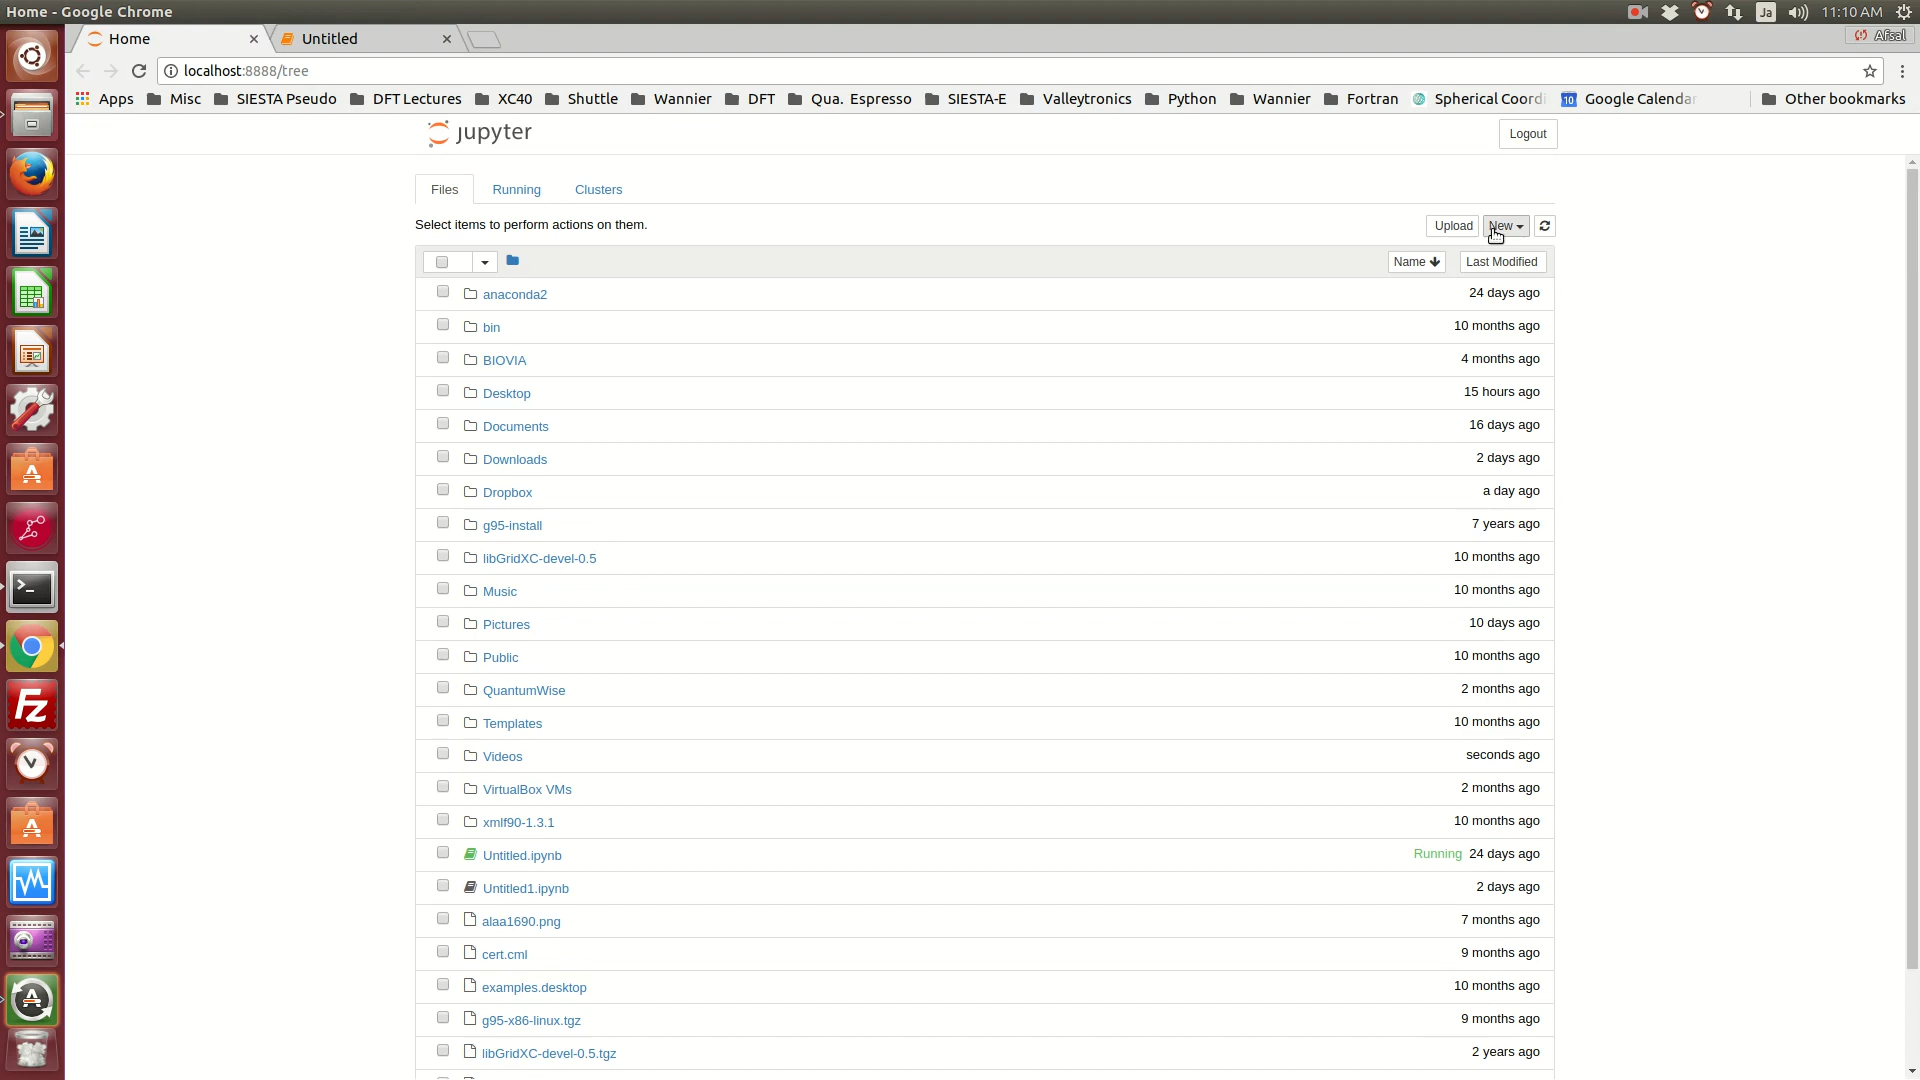 Home - Google Chrome
Ja
11:10 AM
Home
Untitled
Afsal
localhost:8888/tree
Apps
Misc
SIESTA Pseudo
DFT Lectures
XC40
Shuttle
Wannier
DFT
Qua. Espresso
SIESTA-E
Valleytronics
Python
Wannier
Fortran
Spherical Coordi
10
Google Calendar
Other bookmarks
jupyter
Logout
Files
Running
Clusters
Select items to perform actions on them.
Upload
New
Name
Last Modified
anaconda2 24 days ago
bin 10 months ago
BIOVIA 4 months ago
Desktop 15 hours ago
Documents 16 days ago
Downloads 2 days ago
Dropbox a day ago
g95-install 7 years ago
libGridXC-devel-0.5 10 months ago
Music 10 months ago
Pictures 10 days ago
Public 10 months ago
QuantumWise 2 months ago
Templates 10 months ago
Videos seconds ago
VirtualBox VMs 2 months ago
xmlf90-1.3.1 10 months ago
Untitled.ipynb Running 24 days ago
Untitled1.ipynb 2 days ago
alaa1690.png 7 months ago
cert.cml 9 months ago
examples.desktop 10 months ago
g95-x86-linux.tgz 9 months ago
libGridXC-devel-0.5.tgz 2 years ago